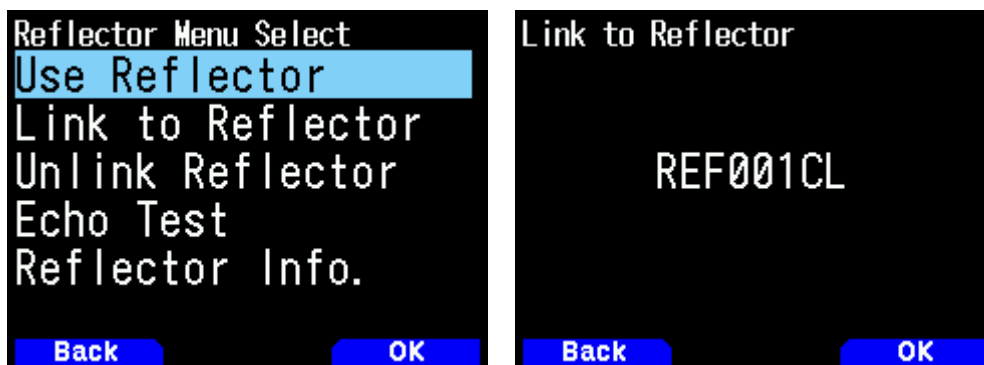 Reflector Menu Select
Use Reflector
Link to Reflector
Unlink Reflector
Echo Test
Reflector Info.
Back OK
Link to Reflector
REF001CL
Back OK